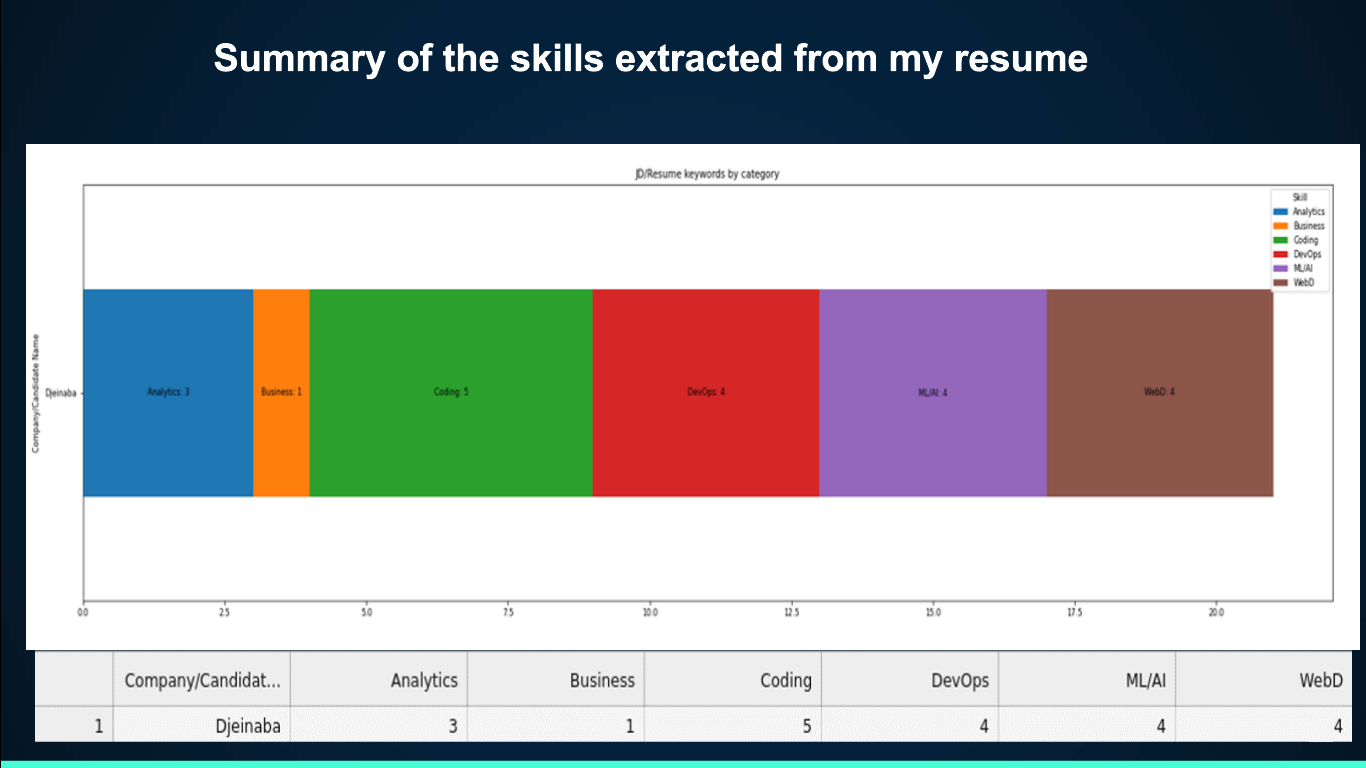 Summary of the skills extracted from my resume
JD/Resume keywords by category
Skill
Analytics
Business
Coding
DevOps
ML/AI
WebD
Company/Candidate Name
Djeinaba
Analytics: 3
Business: 1
Coding: 5
DevOps: 4
ML/AI: 4
WebD: 4
0.0 2.5 5.0 7.5 10.0 12.5 15.0 17.5 20.0
Company/Candidat... Analytics Business Coding DevOps ML/AI WebD
1 Djeinaba 3 1 5 4 4 4